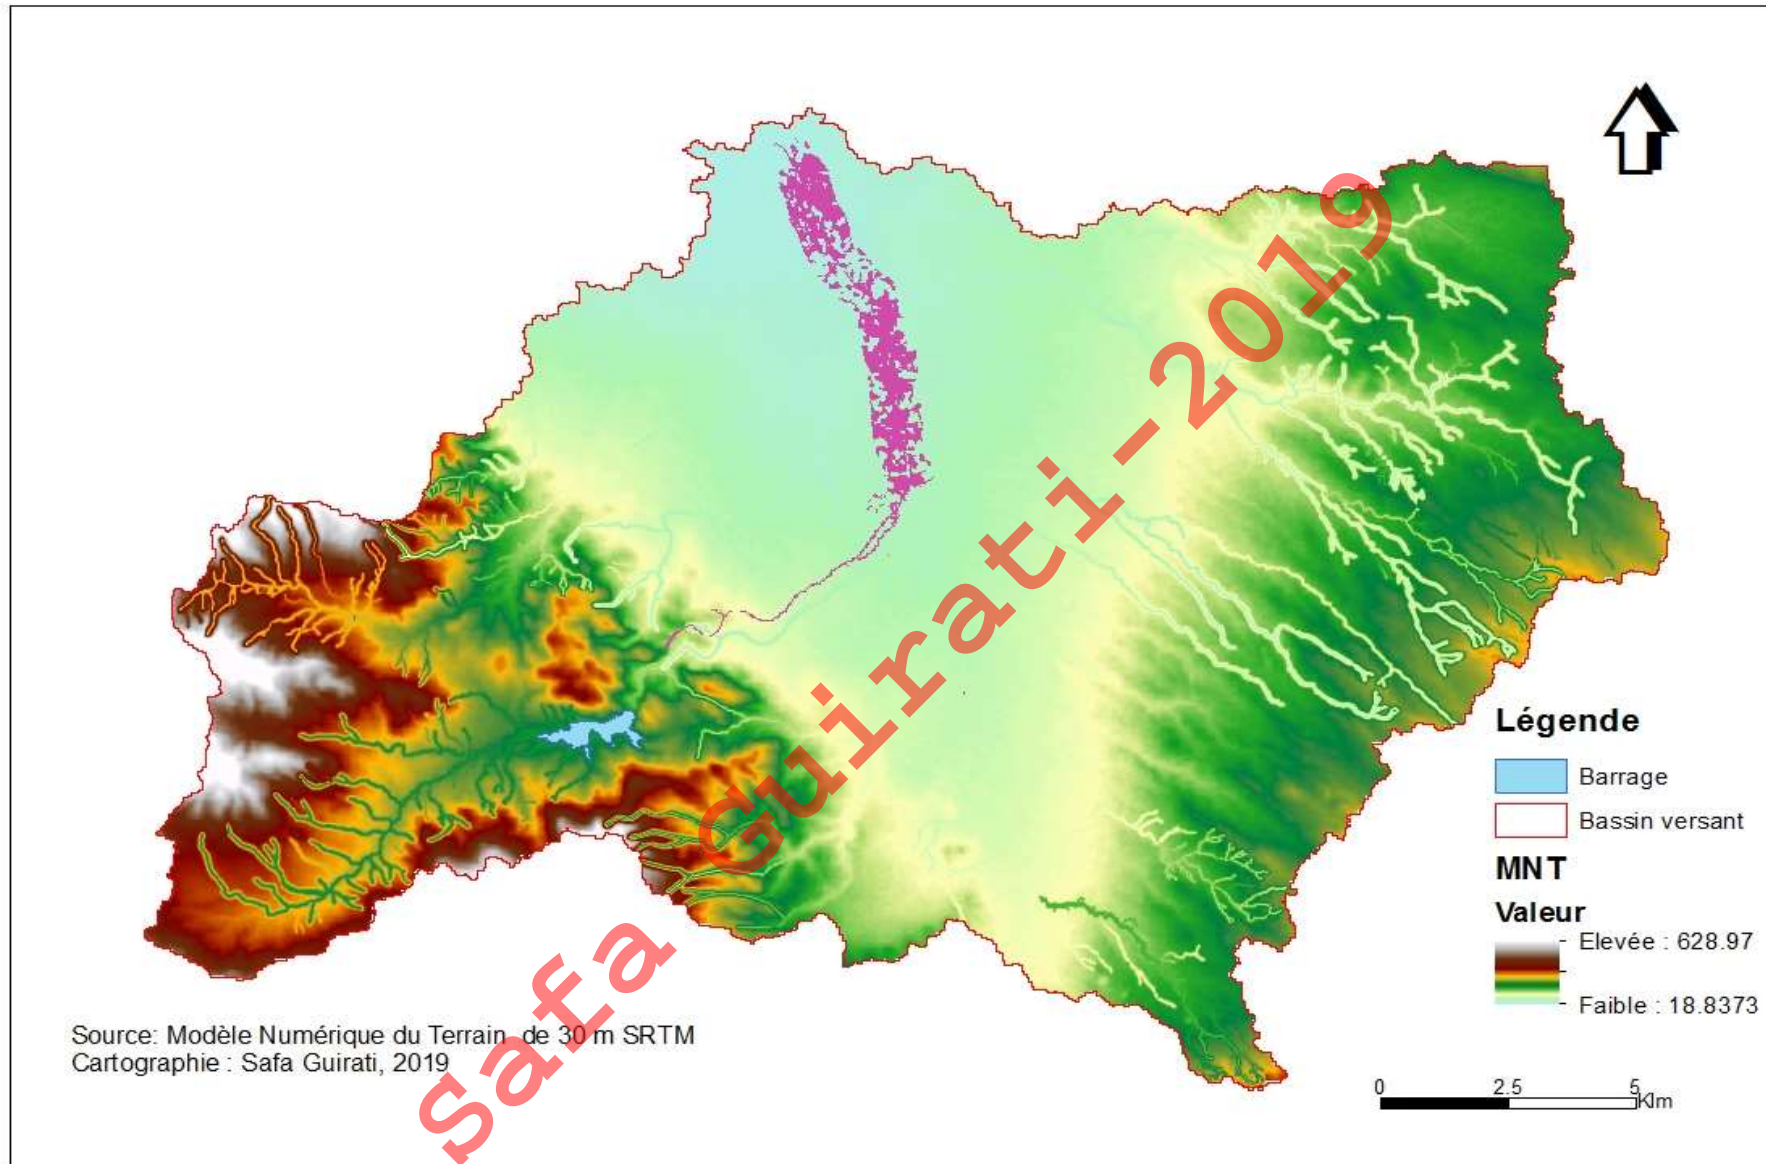 Safa Guirati-2019
Légende
Barrage
Bassin versant
MNT
Valeur
Elevée : 628.97
Faible : 18.8373
Source: Modèle Numérique du Terrain de 30 m SRTM
Cartographie : Safa Guirati, 2019
0 2.5 5
Klm